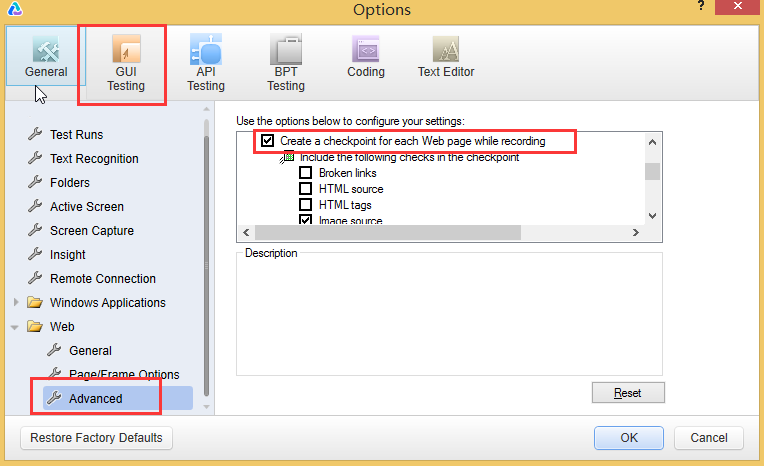 Options
?
General
GUI
Testing
API
Testing
BPT
Testing
Coding
Text Editor
Test Runs
Text Recognition
Folders
Active Screen
Screen Capture
Insight
Remote Connection
Windows Applications
Web
General
Page/Frame Options
Advanced
Use the options below to configure your settings:
Create a checkpoint for each Web page while recording
Include the following checks in the checkpoint
Broken links
HTML source
HTML tags
Image source
Description
Reset
Restore Factory Defaults
OK
Cancel